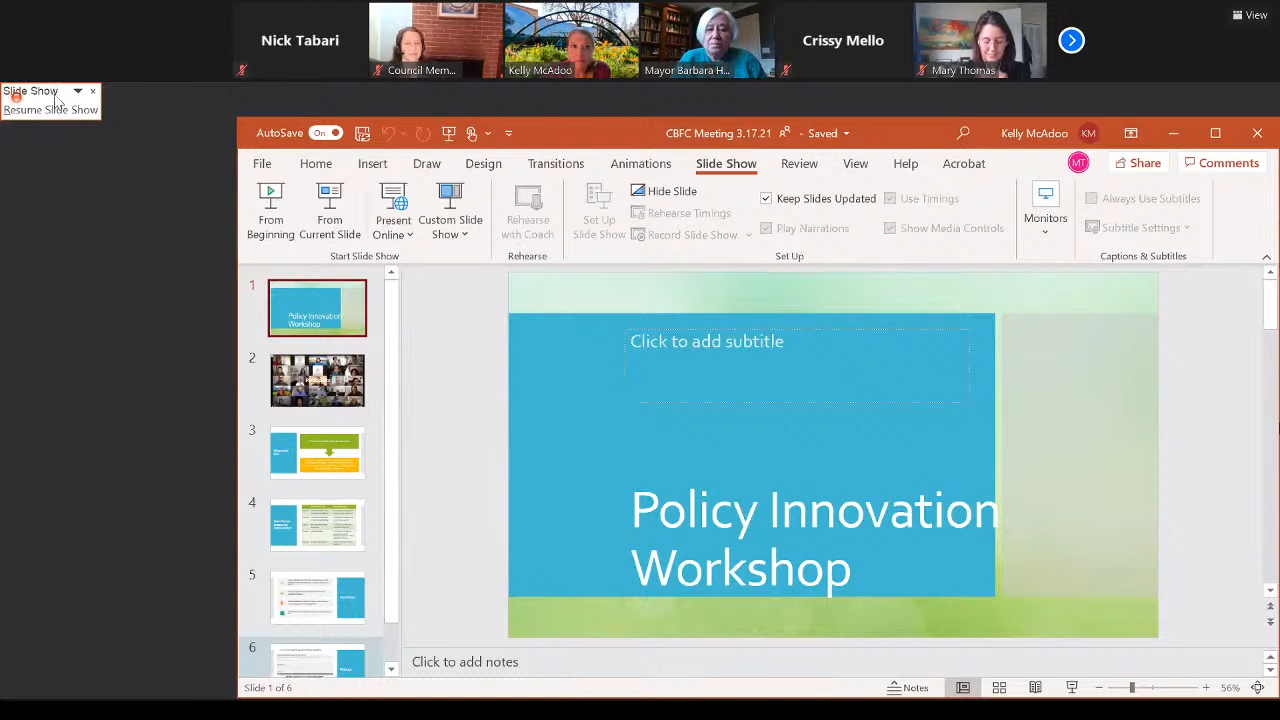 Nick Tabari
Council Mem...
Kelly McAdoo
Mayor Barbara H...
Crissy Mello
Mary Thomas
View
Slide Show
Resume Slide Show
AutoSave On
CBFC Meeting 3.17.21 - Saved
Kelly McAdoo KM
File Home Insert Draw Design Transitions Animations Slide Show Review View Help Acrobat
MT Share Comments
From Beginning
From Current Slide
Present Online
Custom Slide Show
Rehearse with Coach
Set Up Slide Show
Hide Slide
Rehearse Timings
Record Slide Show
Keep Slides Updated
Play Narrations
Use Timings
Show Media Controls
Monitors
Always Use Subtitles
Subtitle Settings
Start Slide Show
Rehearse
Set Up
Captions & Subtitles
1
Policy Innovation
Workshop
2
3
4
5
6
Click to add subtitle
Policy Innovation
Workshop
Click to add notes
Slide 1 of 6
Notes
56%